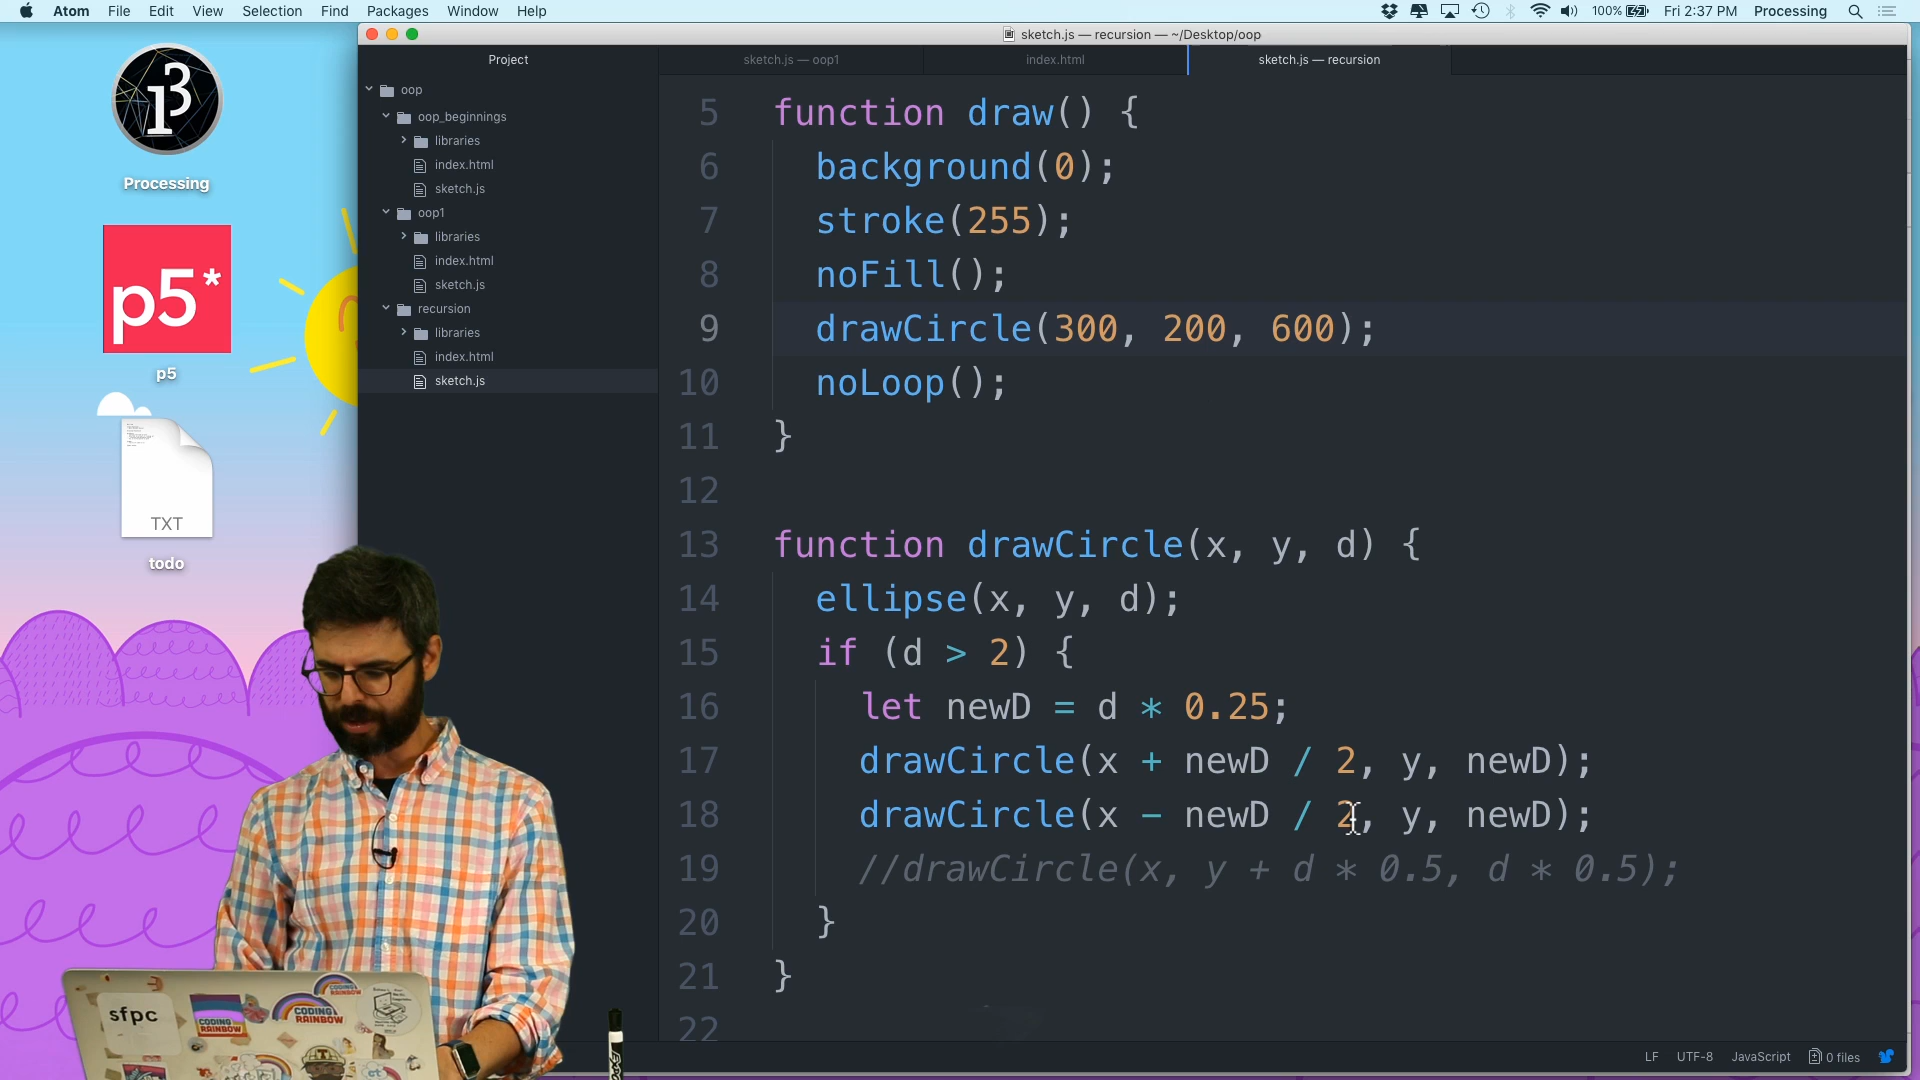 Atom File Edit View Selection Find Packages Window Help
100% Fri 2:37 PM Processing
sketch.js — recursion — ~/Desktop/oop
Project
sketch.js — oop1
index.html
sketch.js — recursion
oop
oop_beginnings
libraries
index.html
sketch.js
oop1
libraries
index.html
sketch.js
recursion
libraries
index.html
sketch.js
Processing
p5*
p5
TXT
todo
5 function draw() {
6 background(0);
7 stroke(255);
8 noFill();
9 drawCircle(300, 200, 600);
10 noLoop();
11 }
12
13 function drawCircle(x, y, d) {
14 ellipse(x, y, d);
15 if (d > 2) {
16 let newD = d * 0.25;
17 drawCircle(x + newD / 2, y, newD);
18 drawCircle(x - newD / 2, y, newD);
19 //drawCircle(x, y + d * 0.5, d * 0.5);
20 }
21 }
22
sfpc
CODING
RAINBOW
CODING
RAINBOW
CODING
RAINBOW
LF UTF-8 JavaScript 0 files